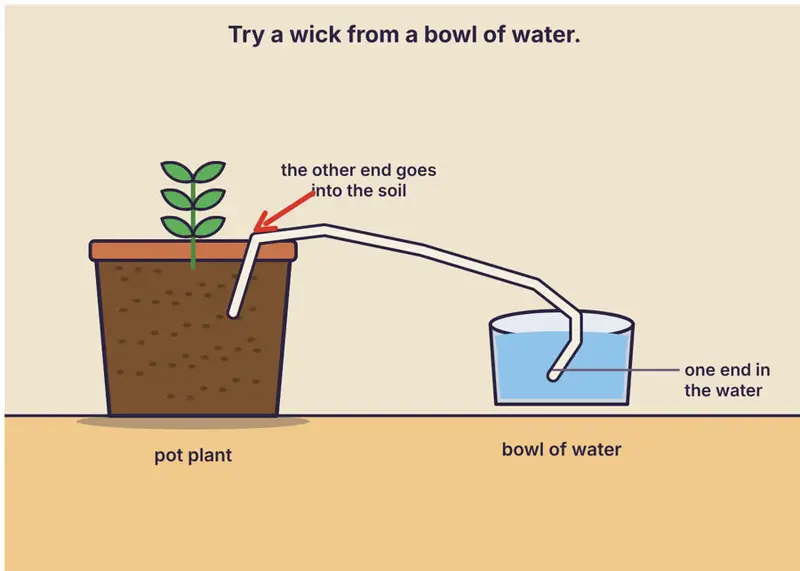 Try a wick from a bowl of water.
the other end goes
into the soil
one end in
the water
pot plant
bowl of water